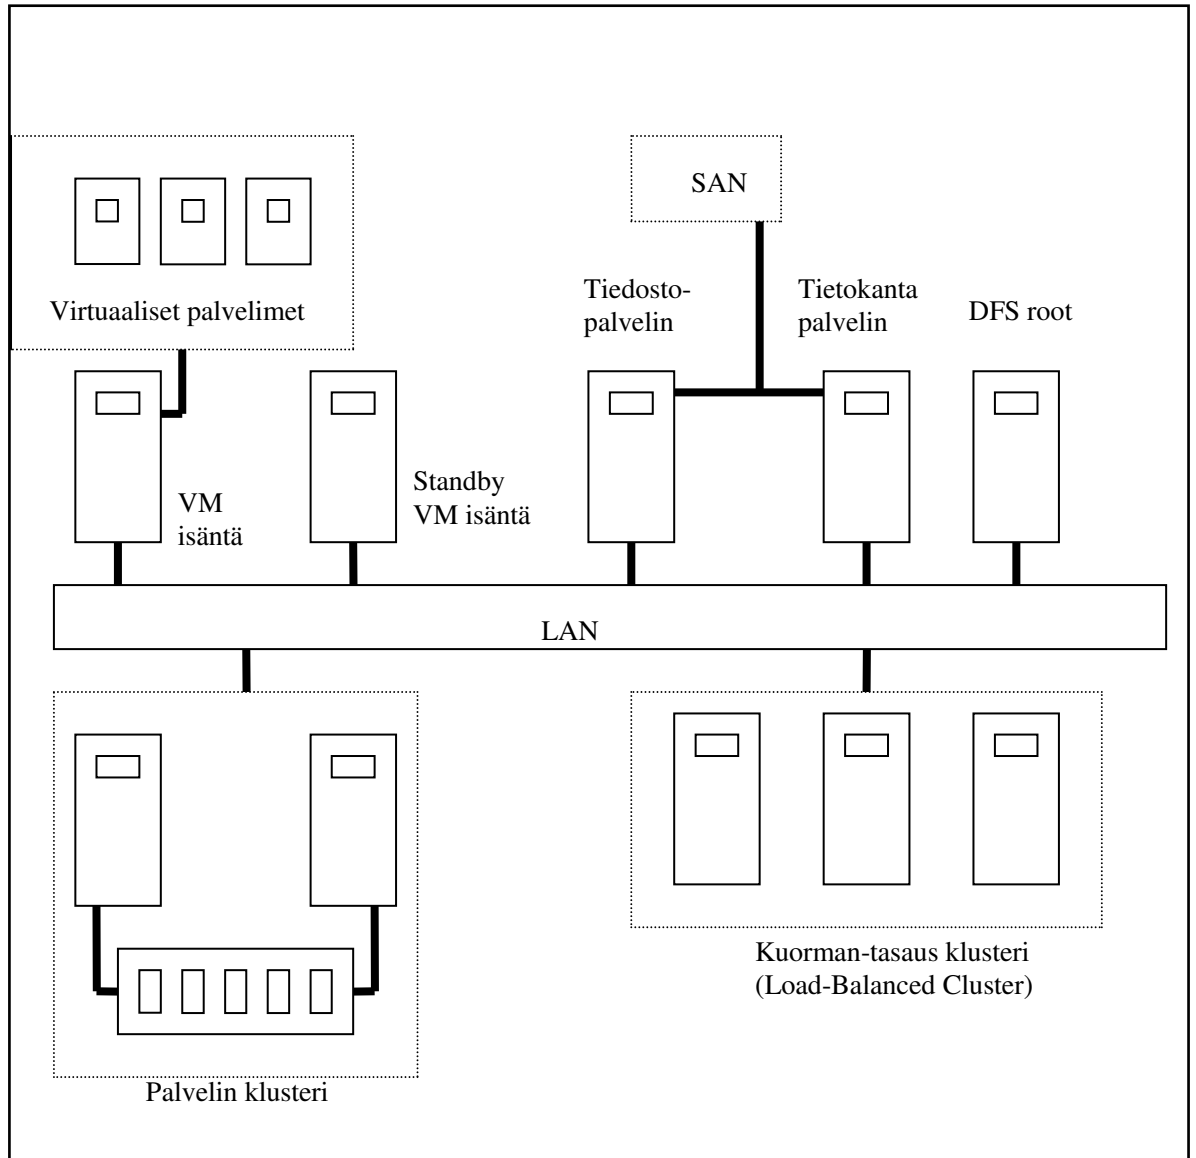 SAN
Virtuaaliset palvelimet
Tiedosto-
palvelin
Tietokanta
palvelin
DFS root
VM
isäntä
Standby
VM isäntä
LAN
Kuorman-tasaus klusteri
(Load-Balanced Cluster)
Palvelin klusteri